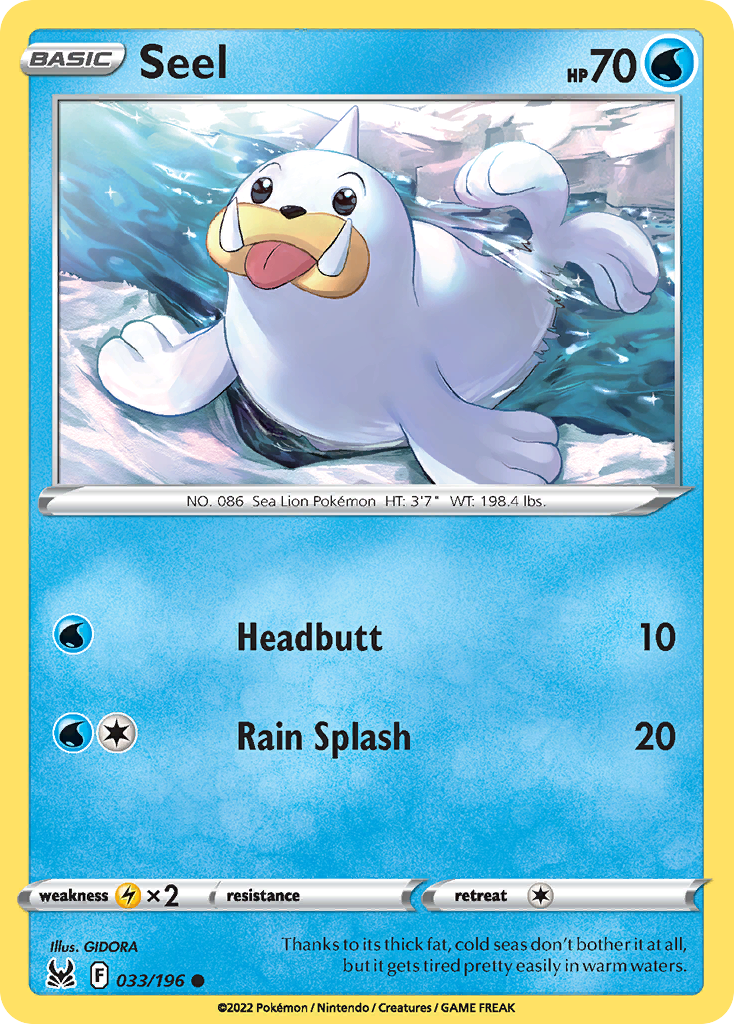 BASIC Seel HP70
NO. 086 Sea Lion Pokémon HT: 3'7" WT: 198.4 lbs.
Headbutt 10
Rain Splash 20
weakness ×2 resistance retreat
Illus. GIDORA
Thanks to its thick fat, cold seas don't bother it at all,
but it gets tired pretty easily in warm waters.
F 033/196
©2022 Pokémon / Nintendo / Creatures / GAME FREAK